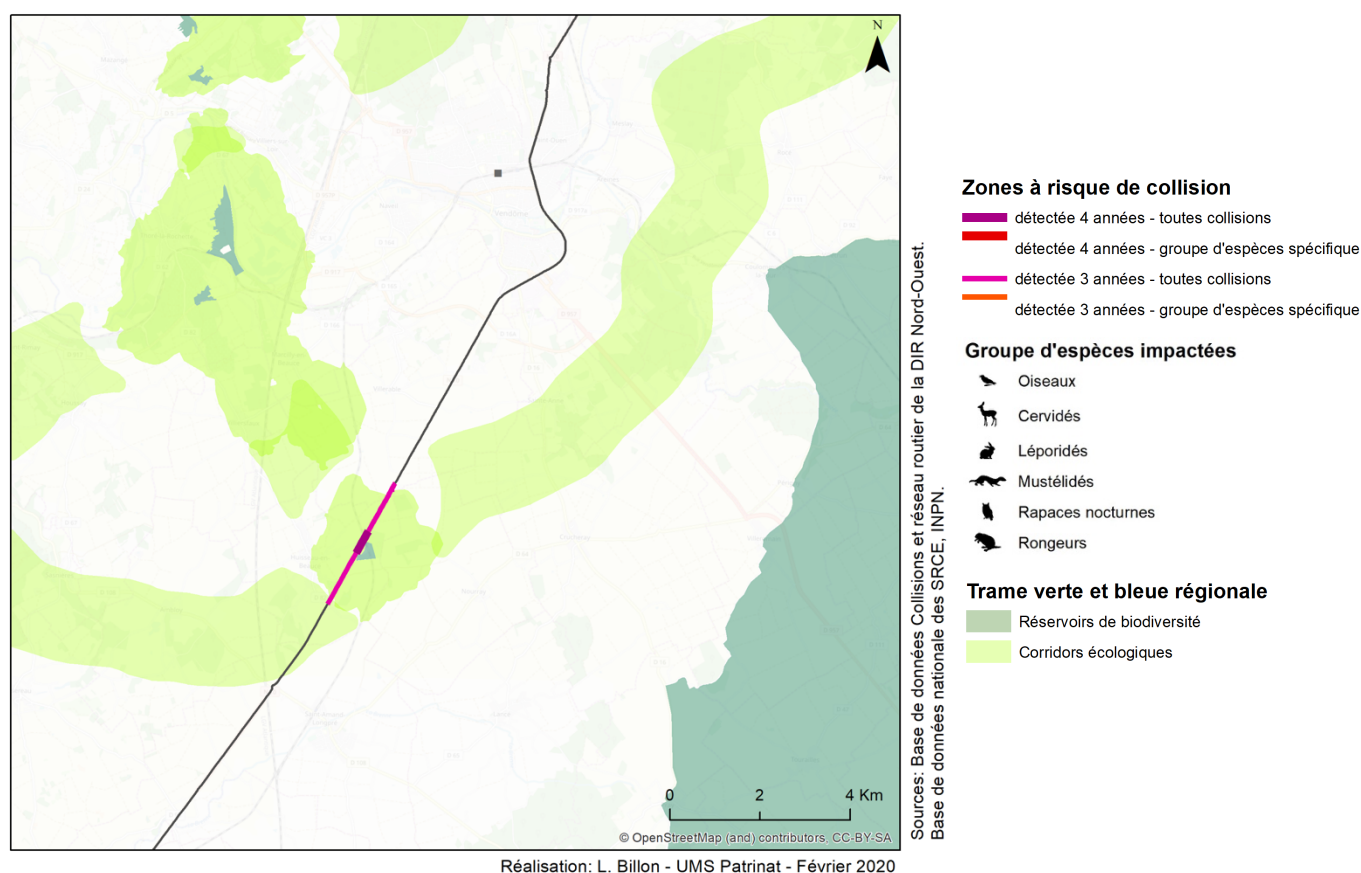 N
0 2 4 Km
© OpenStreetMap (and) contributors, CC-BY-SA
Réalisation: L. Billon - UMS Patrinat - Février 2020
Sources: Base de données Collisions et réseau routier de la DIR Nord-Ouest.
Base de données nationale des SRCE, INPN.
Zones à risque de collision
détectée 4 années - toutes collisions
détectée 4 années - groupe d'espèces spécifique
détectée 3 années - toutes collisions
détectée 3 années - groupe d'espèces spécifique
Groupe d'espèces impactées
Oiseaux
Cervidés
Léporidés
Mustélidés
Rapaces nocturnes
Rongeurs
Trame verte et bleue régionale
Réservoirs de biodiversité
Corridors écologiques